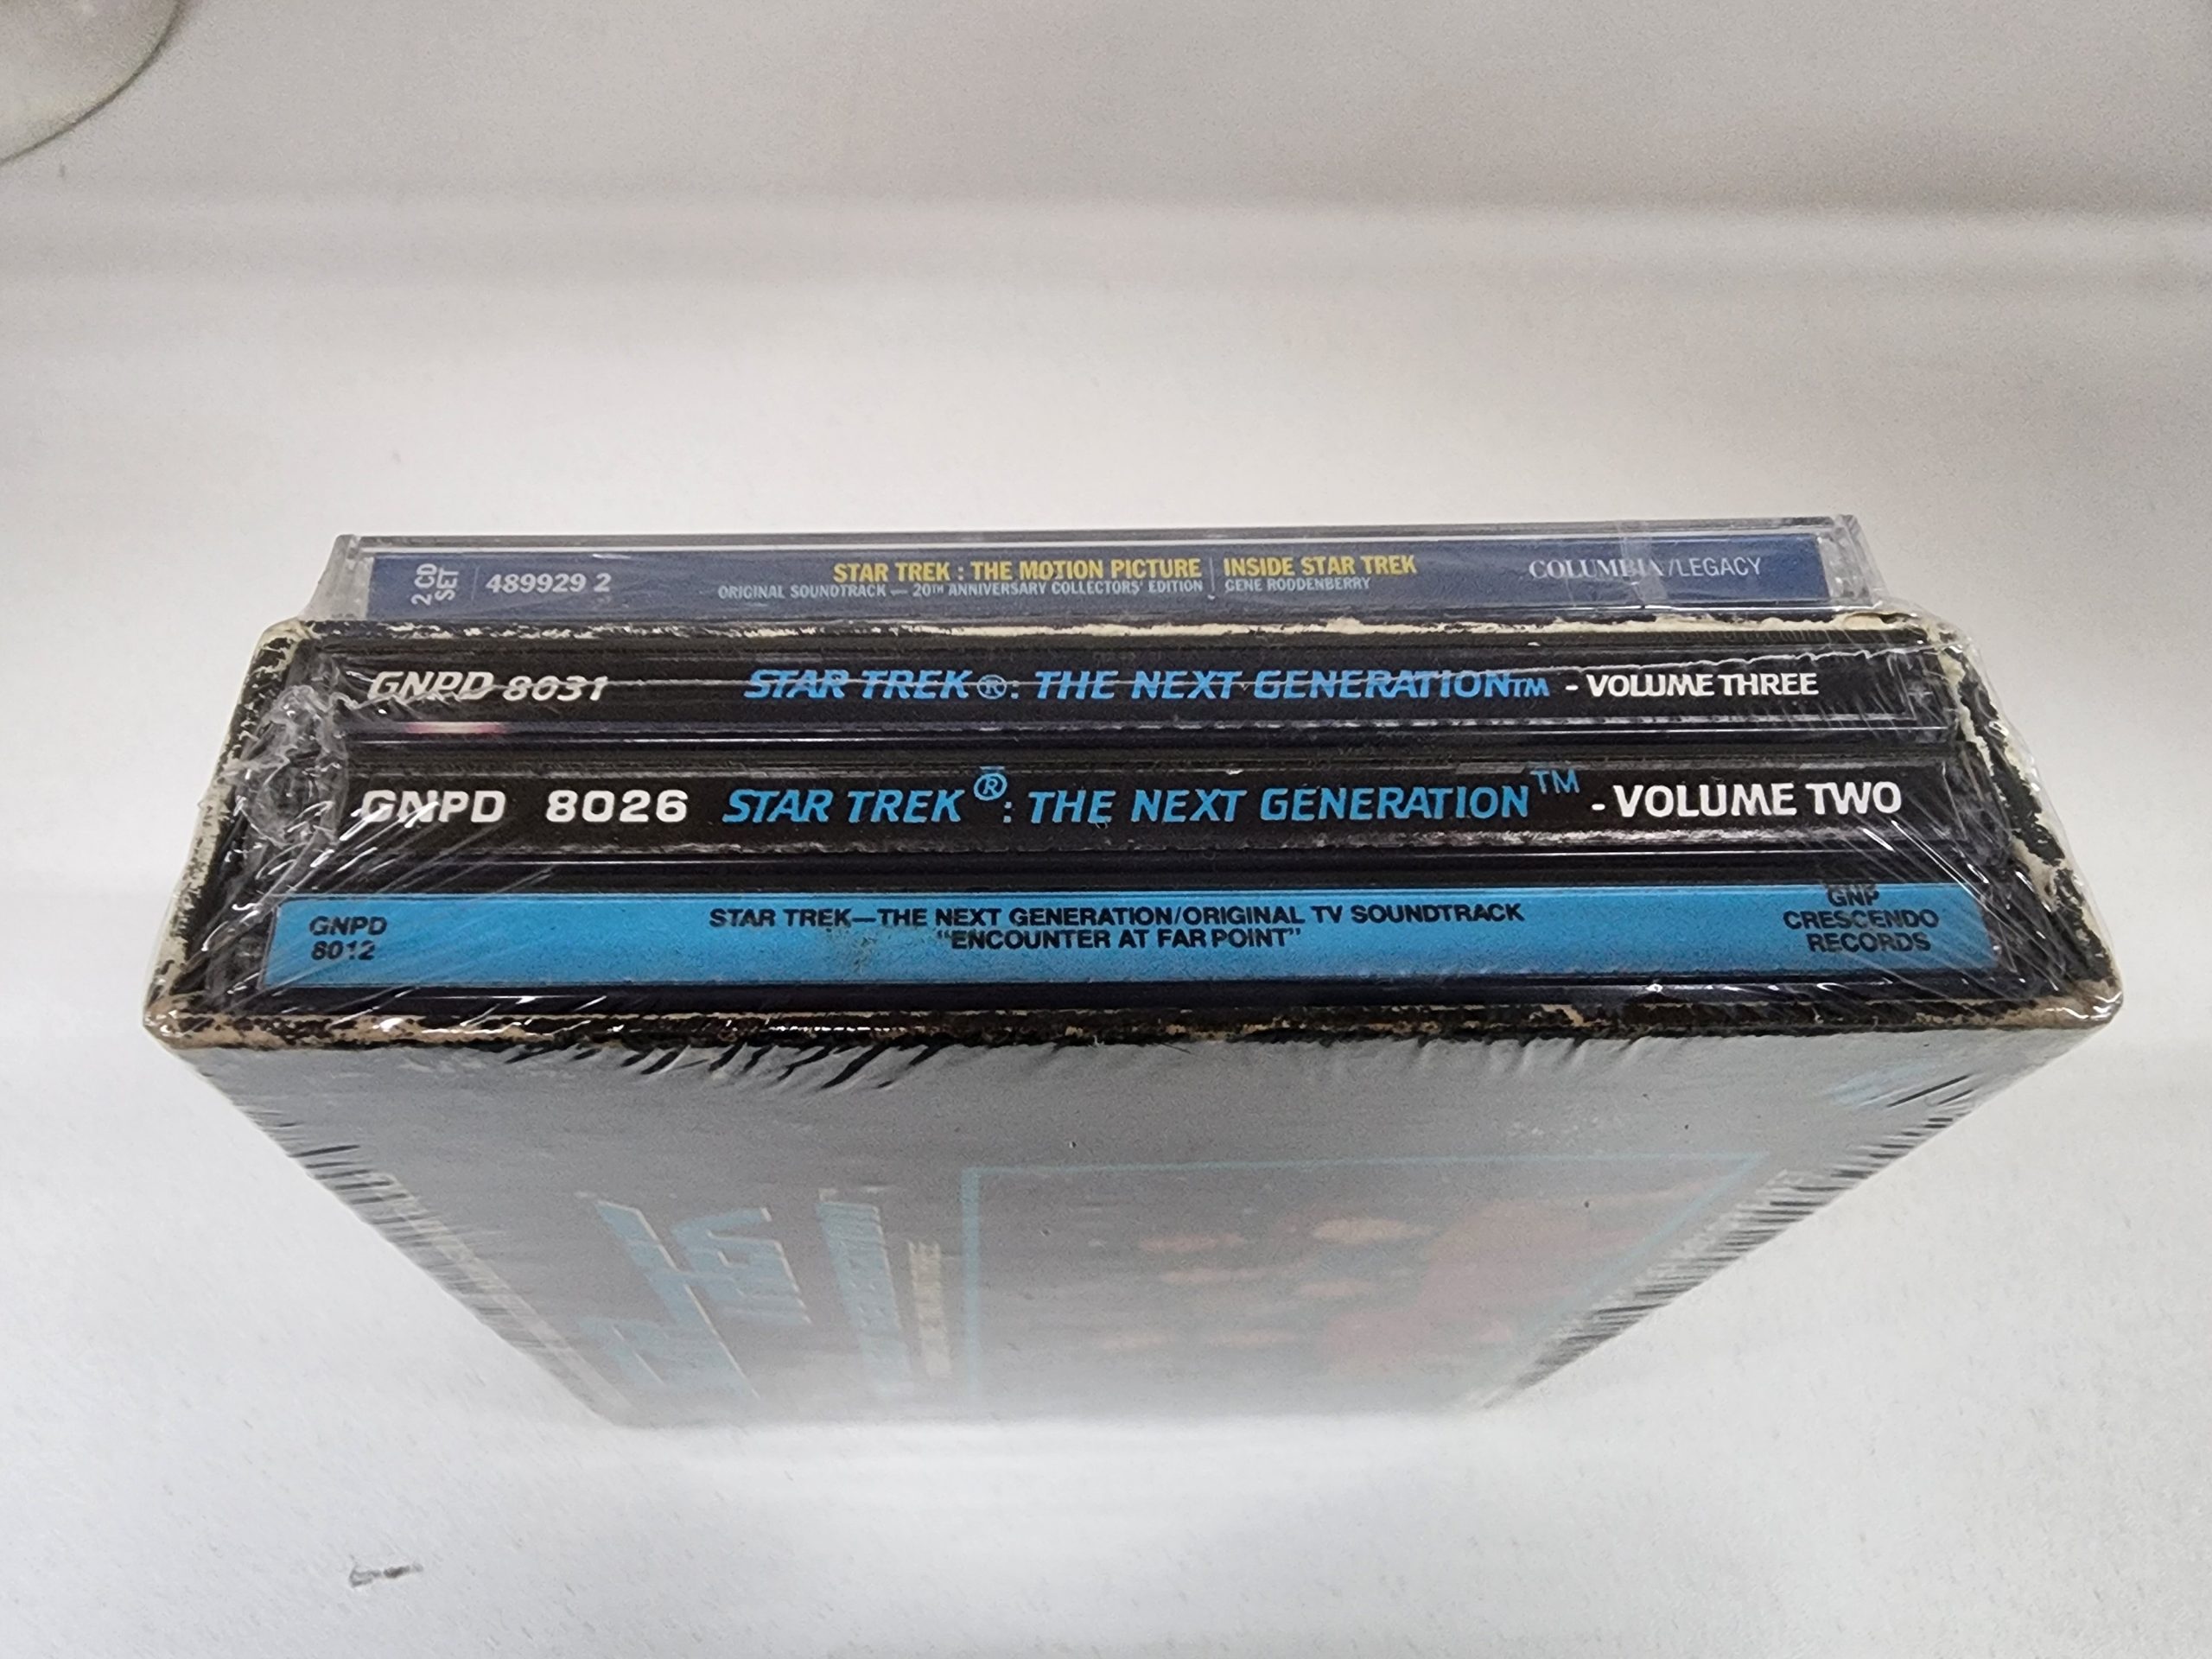 2 CD
SET
489929 2
STAR TREK : THE MOTION PICTURE
ORIGINAL SOUNDTRACK — 20TH ANNIVERSARY COLLECTORS' EDITION
INSIDE STAR TREK
GENE RODDENBERRY
COLUMBIA/LEGACY
GNPD 8031
STAR TREK®: THE NEXT GENERATION™ - VOLUME THREE
GNPD 8026
STAR TREK®: THE NEXT GENERATION™ - VOLUME TWO
GNPD
8012
STAR TREK—THE NEXT GENERATION/ORIGINAL TV SOUNDTRACK
"ENCOUNTER AT FAR POINT"
GNP
CRESCENDO
RECORDS